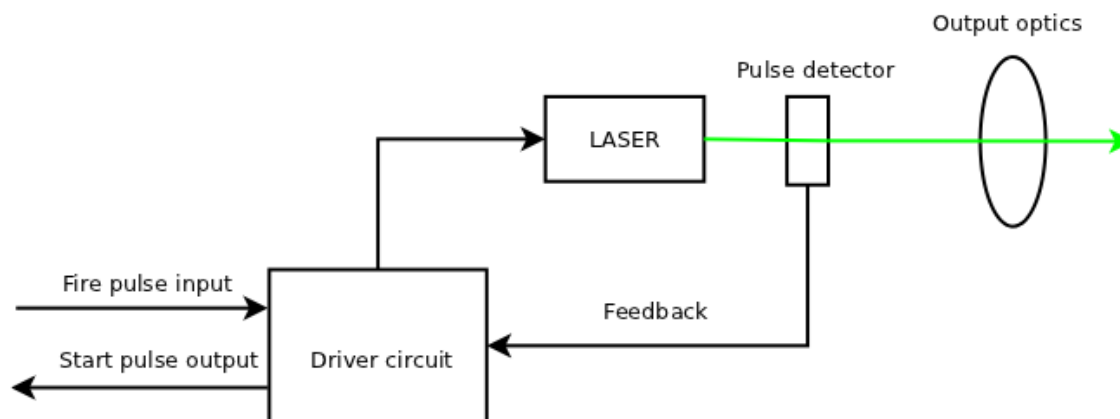 Output optics
Pulse detector
LASER
Fire pulse input
Feedback
Start pulse output
Driver circuit